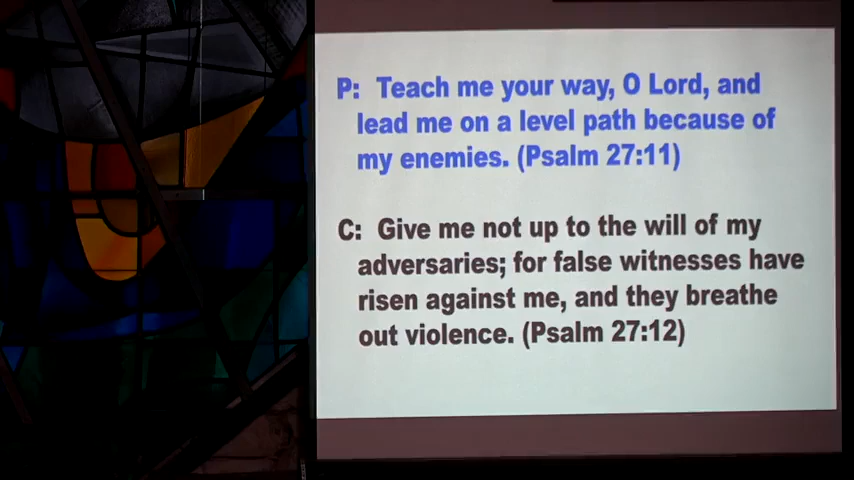 P: Teach me your way, O Lord, and
lead me on a level path because of
my enemies. (Psalm 27:11)
C: Give me not up to the will of my
adversaries; for false witnesses have
risen against me, and they breathe
out violence. (Psalm 27:12)